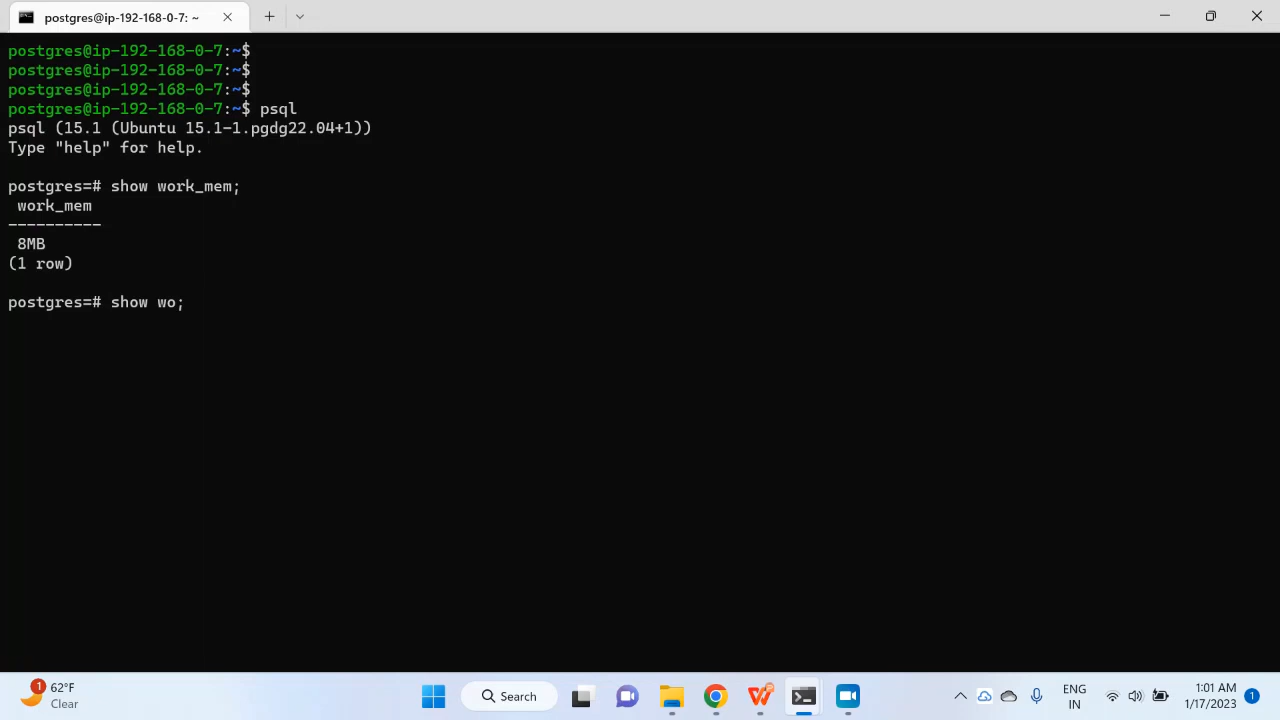 postgres@ip-192-168-0-7: ~
postgres@ip-192-168-0-7:~$
postgres@ip-192-168-0-7:~$
postgres@ip-192-168-0-7:~$
postgres@ip-192-168-0-7:~$ psql
psql (15.1 (Ubuntu 15.1-1.pgdg22.04+1))
Type "help" for help.
postgres=# show work_mem;
work_mem
----------
8MB
(1 row)
postgres=# show wo;
1
62°F
Clear
Search
ENG
IN
1:01 AM
1/17/2023
1